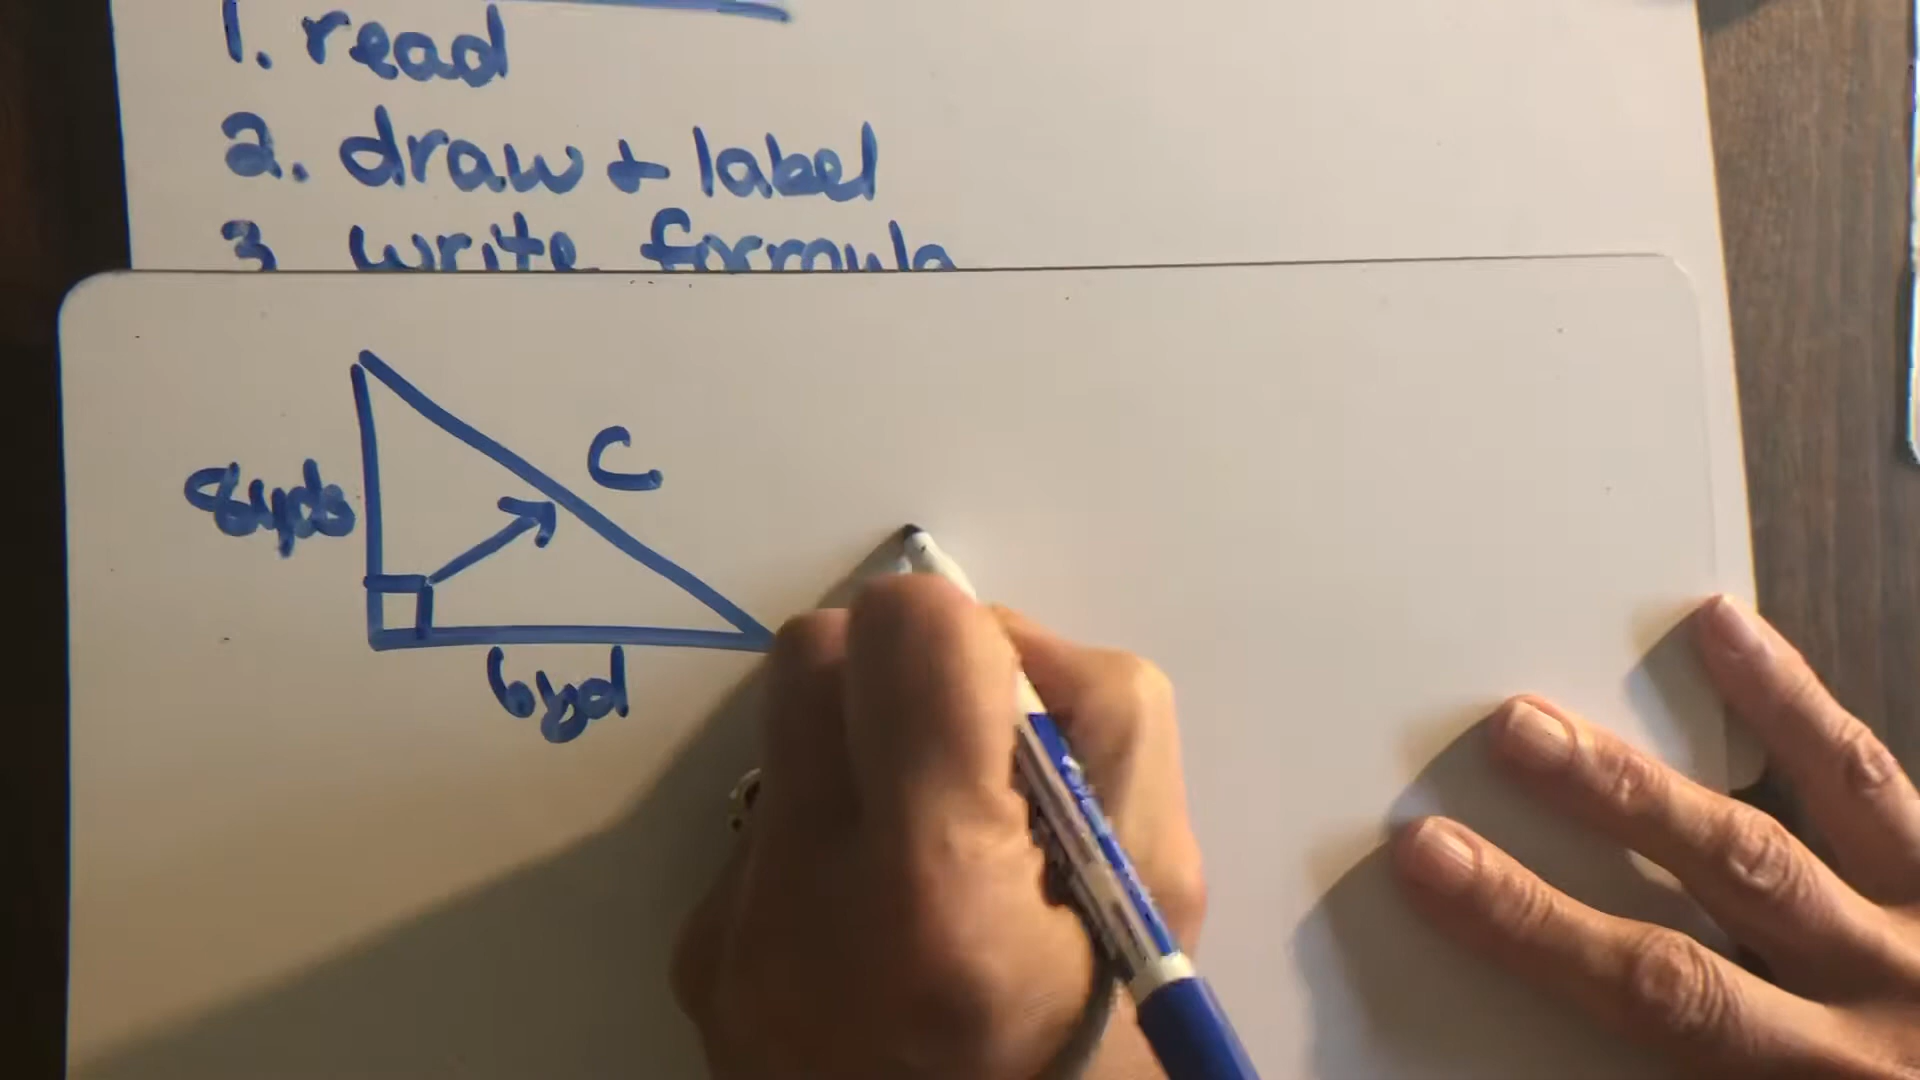 1. read
2. draw + label
3 write formula
C
8yds
6yd